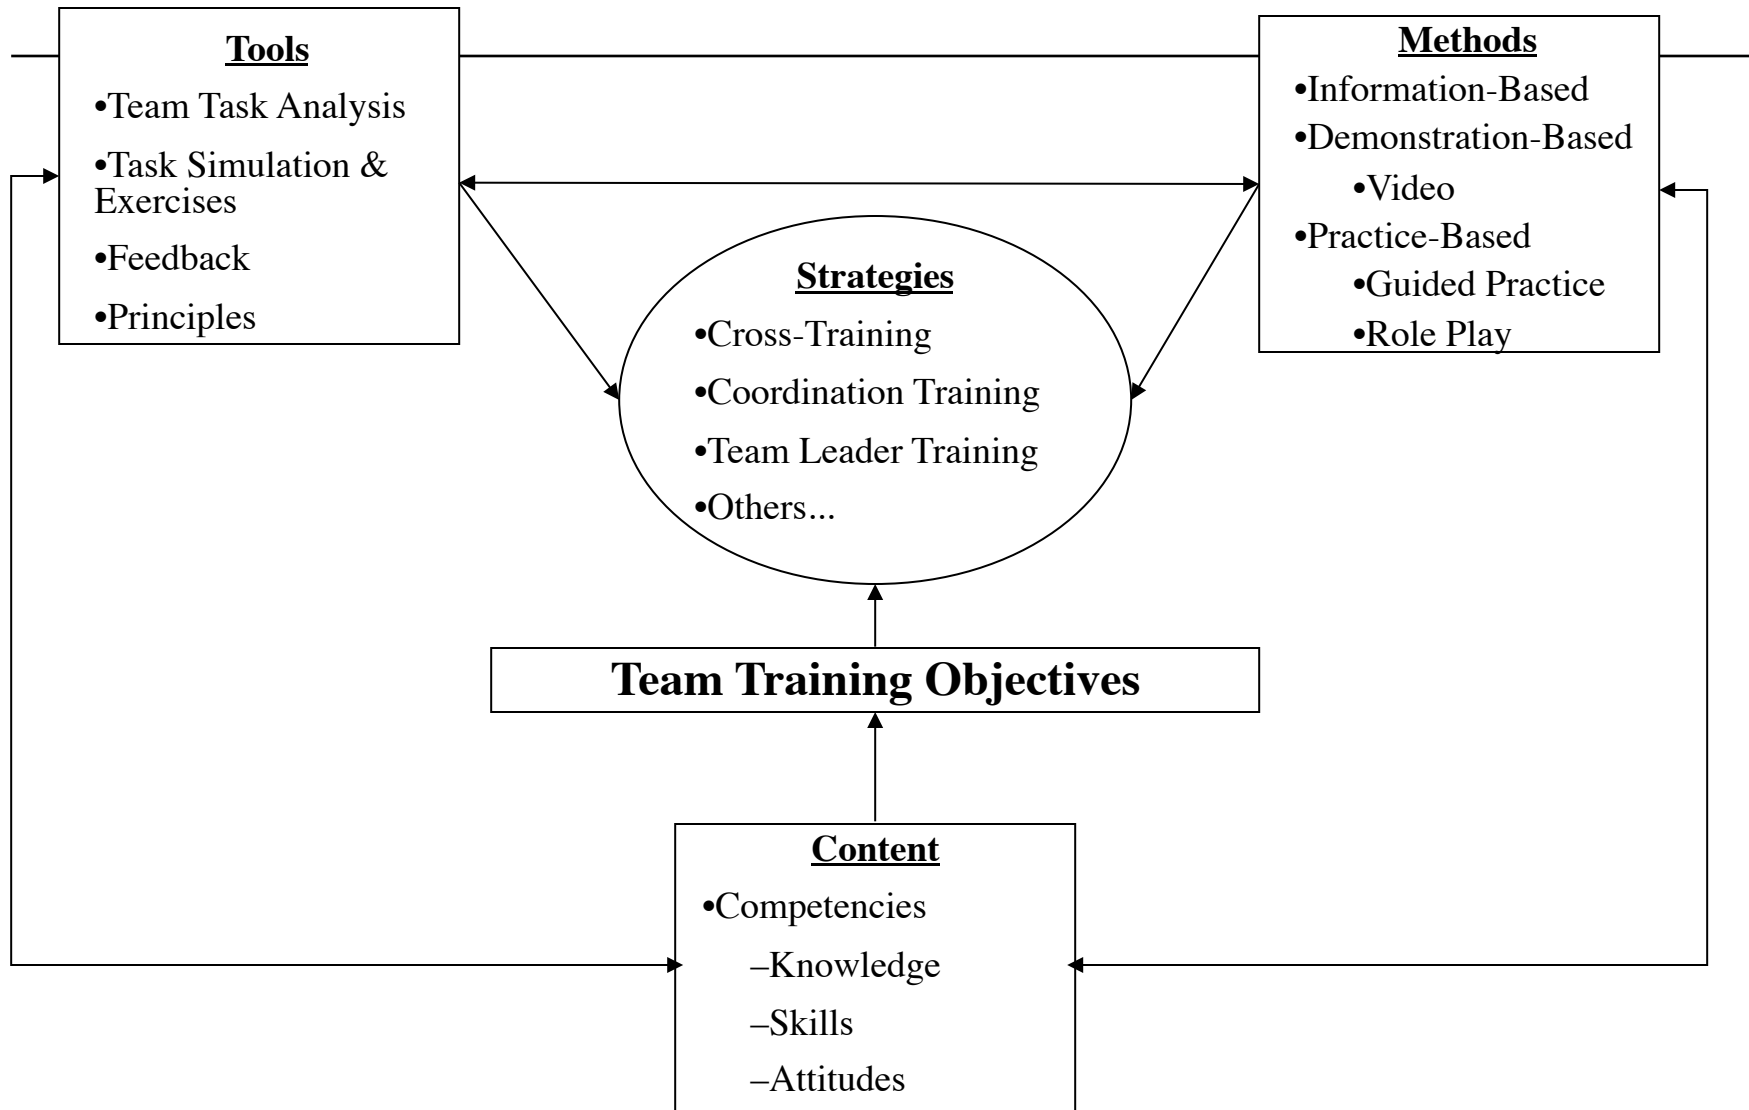 Tools
•Team Task Analysis
•Task Simulation &
Exercises
•Feedback
•Principles
Methods
•Information-Based
•Demonstration-Based
•Video
•Practice-Based
•Guided Practice
•Role Play
Strategies
•Cross-Training
•Coordination Training
•Team Leader Training
•Others...
Team Training Objectives
Content
•Competencies
–Knowledge
–Skills
–Attitudes